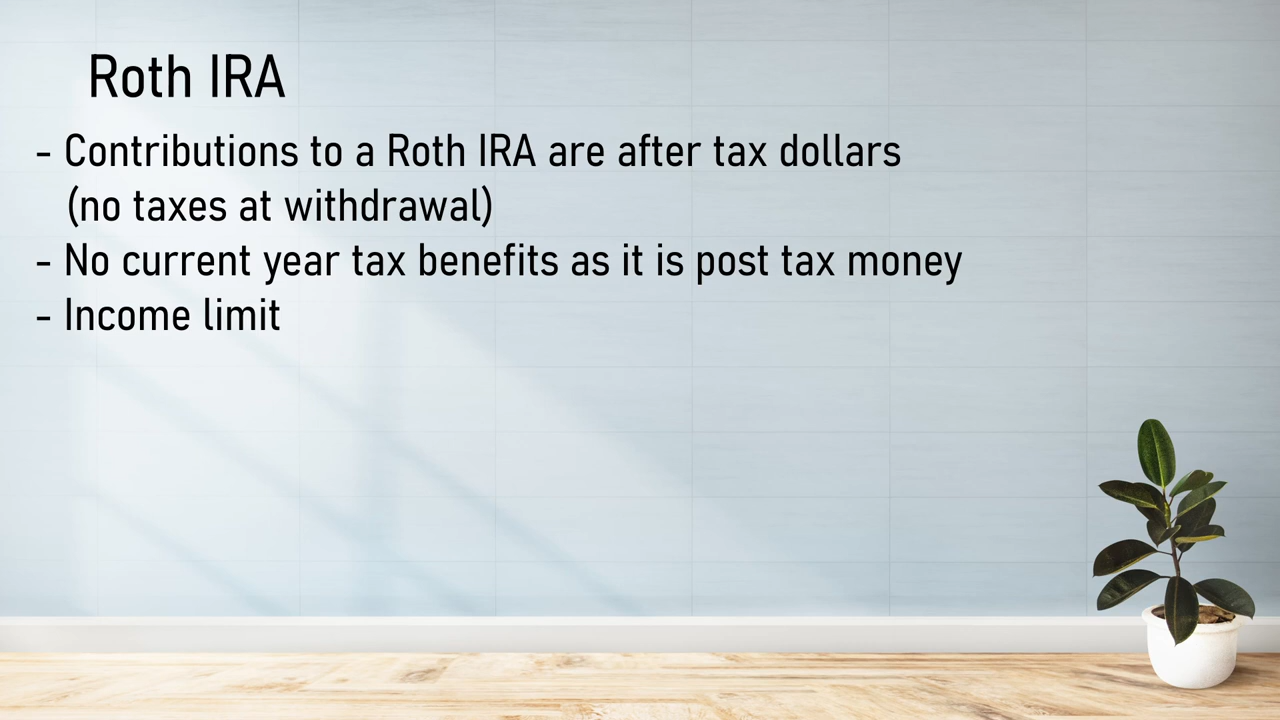 Roth IRA
- Contributions to a Roth IRA are after tax dollars
(no taxes at withdrawal)
- No current year tax benefits as it is post tax money
- Income limit